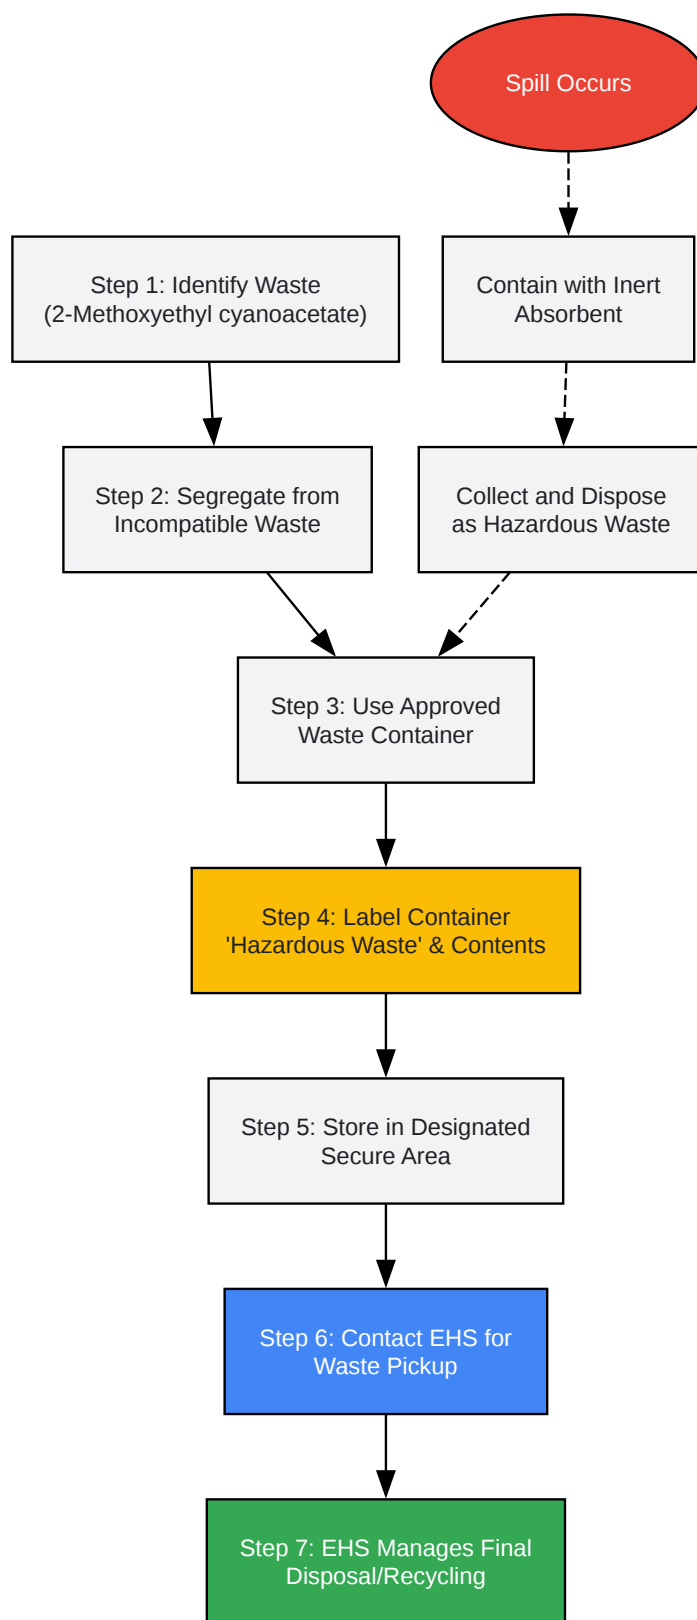 Spill Occurs
Step 1: Identify Waste
(2-Methoxyethyl cyanoacetate)
Contain with Inert
Absorbent
Step 2: Segregate from
Incompatible Waste
Collect and Dispose
as Hazardous Waste
Step 3: Use Approved
Waste Container
Step 4: Label Container
'Hazardous Waste' & Contents
Step 5: Store in Designated
Secure Area
Step 6: Contact EHS for
Waste Pickup
Step 7: EHS Manages Final
Disposal/Recycling